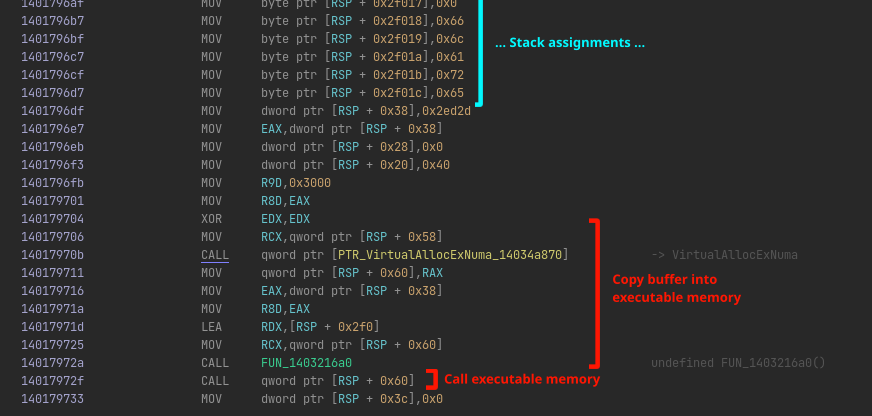 1401796af MOV byte ptr [RSP + 0x2f017],0x0
1401796b7 MOV byte ptr [RSP + 0x2f018],0x66
1401796bf MOV byte ptr [RSP + 0x2f019],0x6c
... Stack assignments ...
1401796c7 MOV byte ptr [RSP + 0x2f01a],0x61
1401796cf MOV byte ptr [RSP + 0x2f01b],0x72
1401796d7 MOV byte ptr [RSP + 0x2f01c],0x65
1401796df MOV dword ptr [RSP + 0x38],0x2ed2d
1401796e7 MOV EAX,dword ptr [RSP + 0x38]
1401796eb MOV dword ptr [RSP + 0x28],0x0
1401796f3 MOV dword ptr [RSP + 0x20],0x40
1401796fb MOV R9D,0x3000
140179701 MOV R8D,EAX
140179704 XOR EDX,EDX
140179706 MOV RCX,qword ptr [RSP + 0x58]
14017970b CALL qword ptr [PTR_VirtualAllocExNuma_14034a870] -> VirtualAllocExNuma
140179711 MOV qword ptr [RSP + 0x60],RAX
Copy buffer into
140179716 MOV EAX,dword ptr [RSP + 0x38]
executable memory
14017971a MOV R8D,EAX
14017971d LEA RDX,[RSP + 0x2f0]
140179725 MOV RCX,qword ptr [RSP + 0x60]
14017972a CALL FUN_1403216a0 undefined FUN_1403216a0()
14017972f CALL qword ptr [RSP + 0x60] Call executable memory
140179733 MOV dword ptr [RSP + 0x3c],0x0